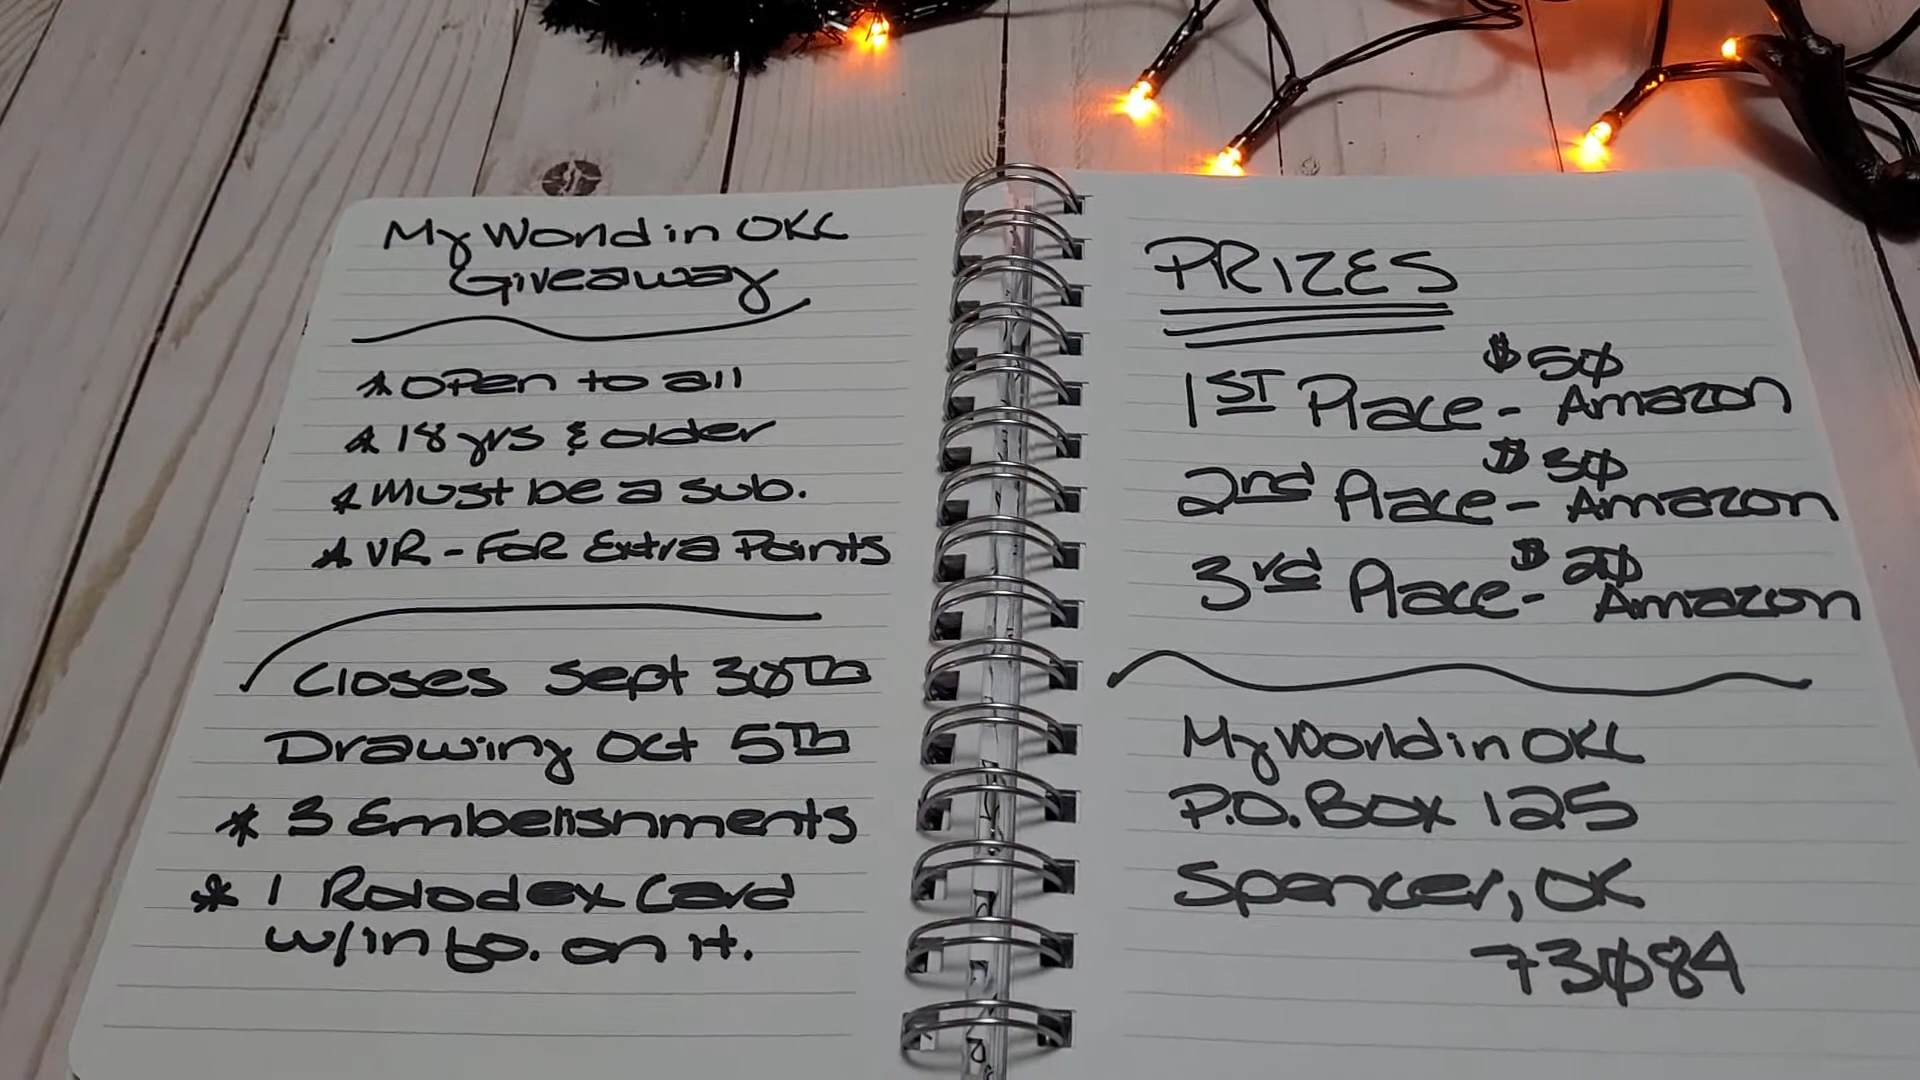 My World in OKC
Giveaway
* Open to all
* 18 yrs & older
* Must be a sub.
* VR - FOR Extra Points
Closes Sept 30Th
Drawing Oct 5Th
* 3 Embelishments
* 1 Rolodex Card
w/info. on it.
PRIZES
$50
1ST Place - Amazon
$30
2nd Place - Amazon
$20
3rd Place - Amazon
My World in OKC
P.O. Box 125
Spencer, OK
73084